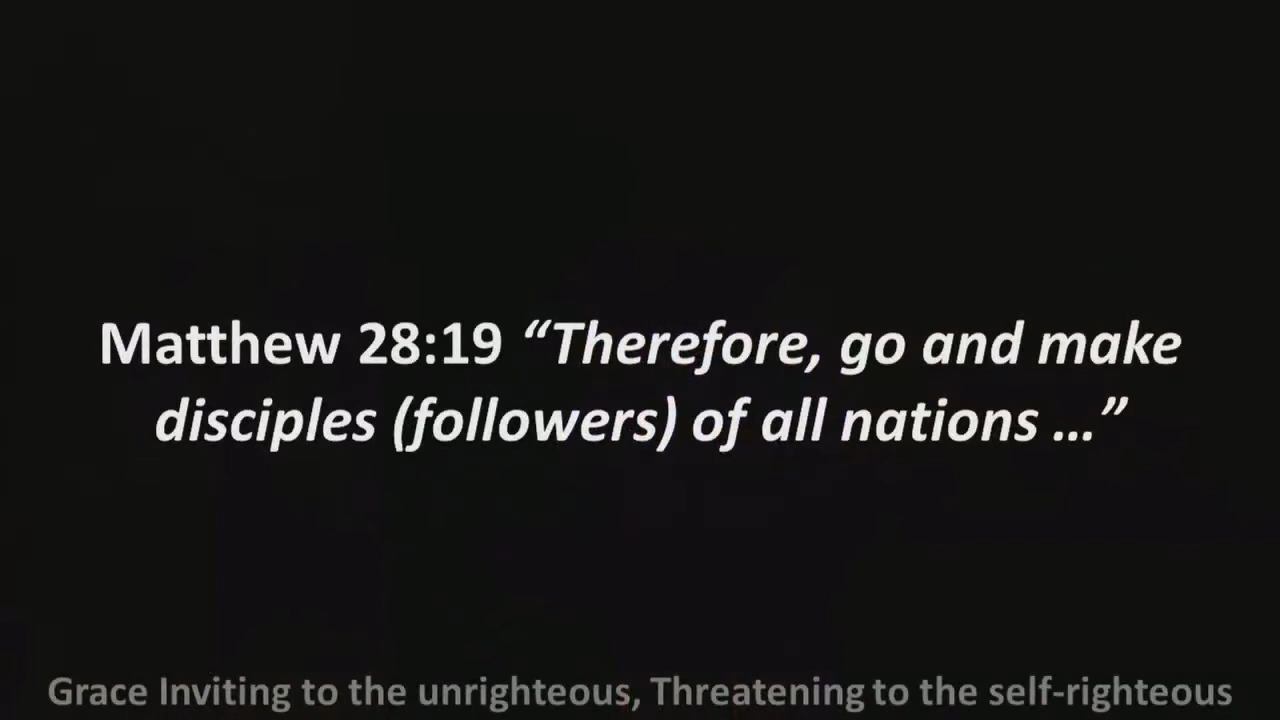 Matthew 28:19 “Therefore, go and make
disciples (followers) of all nations …”
Grace Inviting to the unrighteous, Threatening to the self-righteous